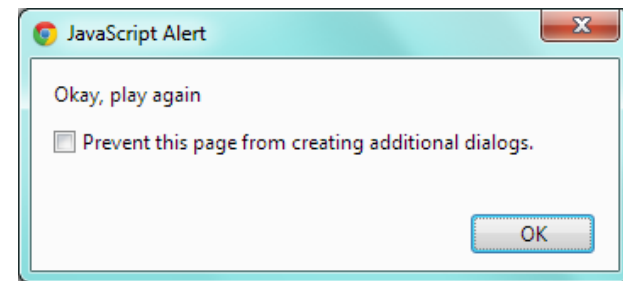 JavaScript Alert
Okay, play again
Prevent this page from creating additional dialogs.
OK